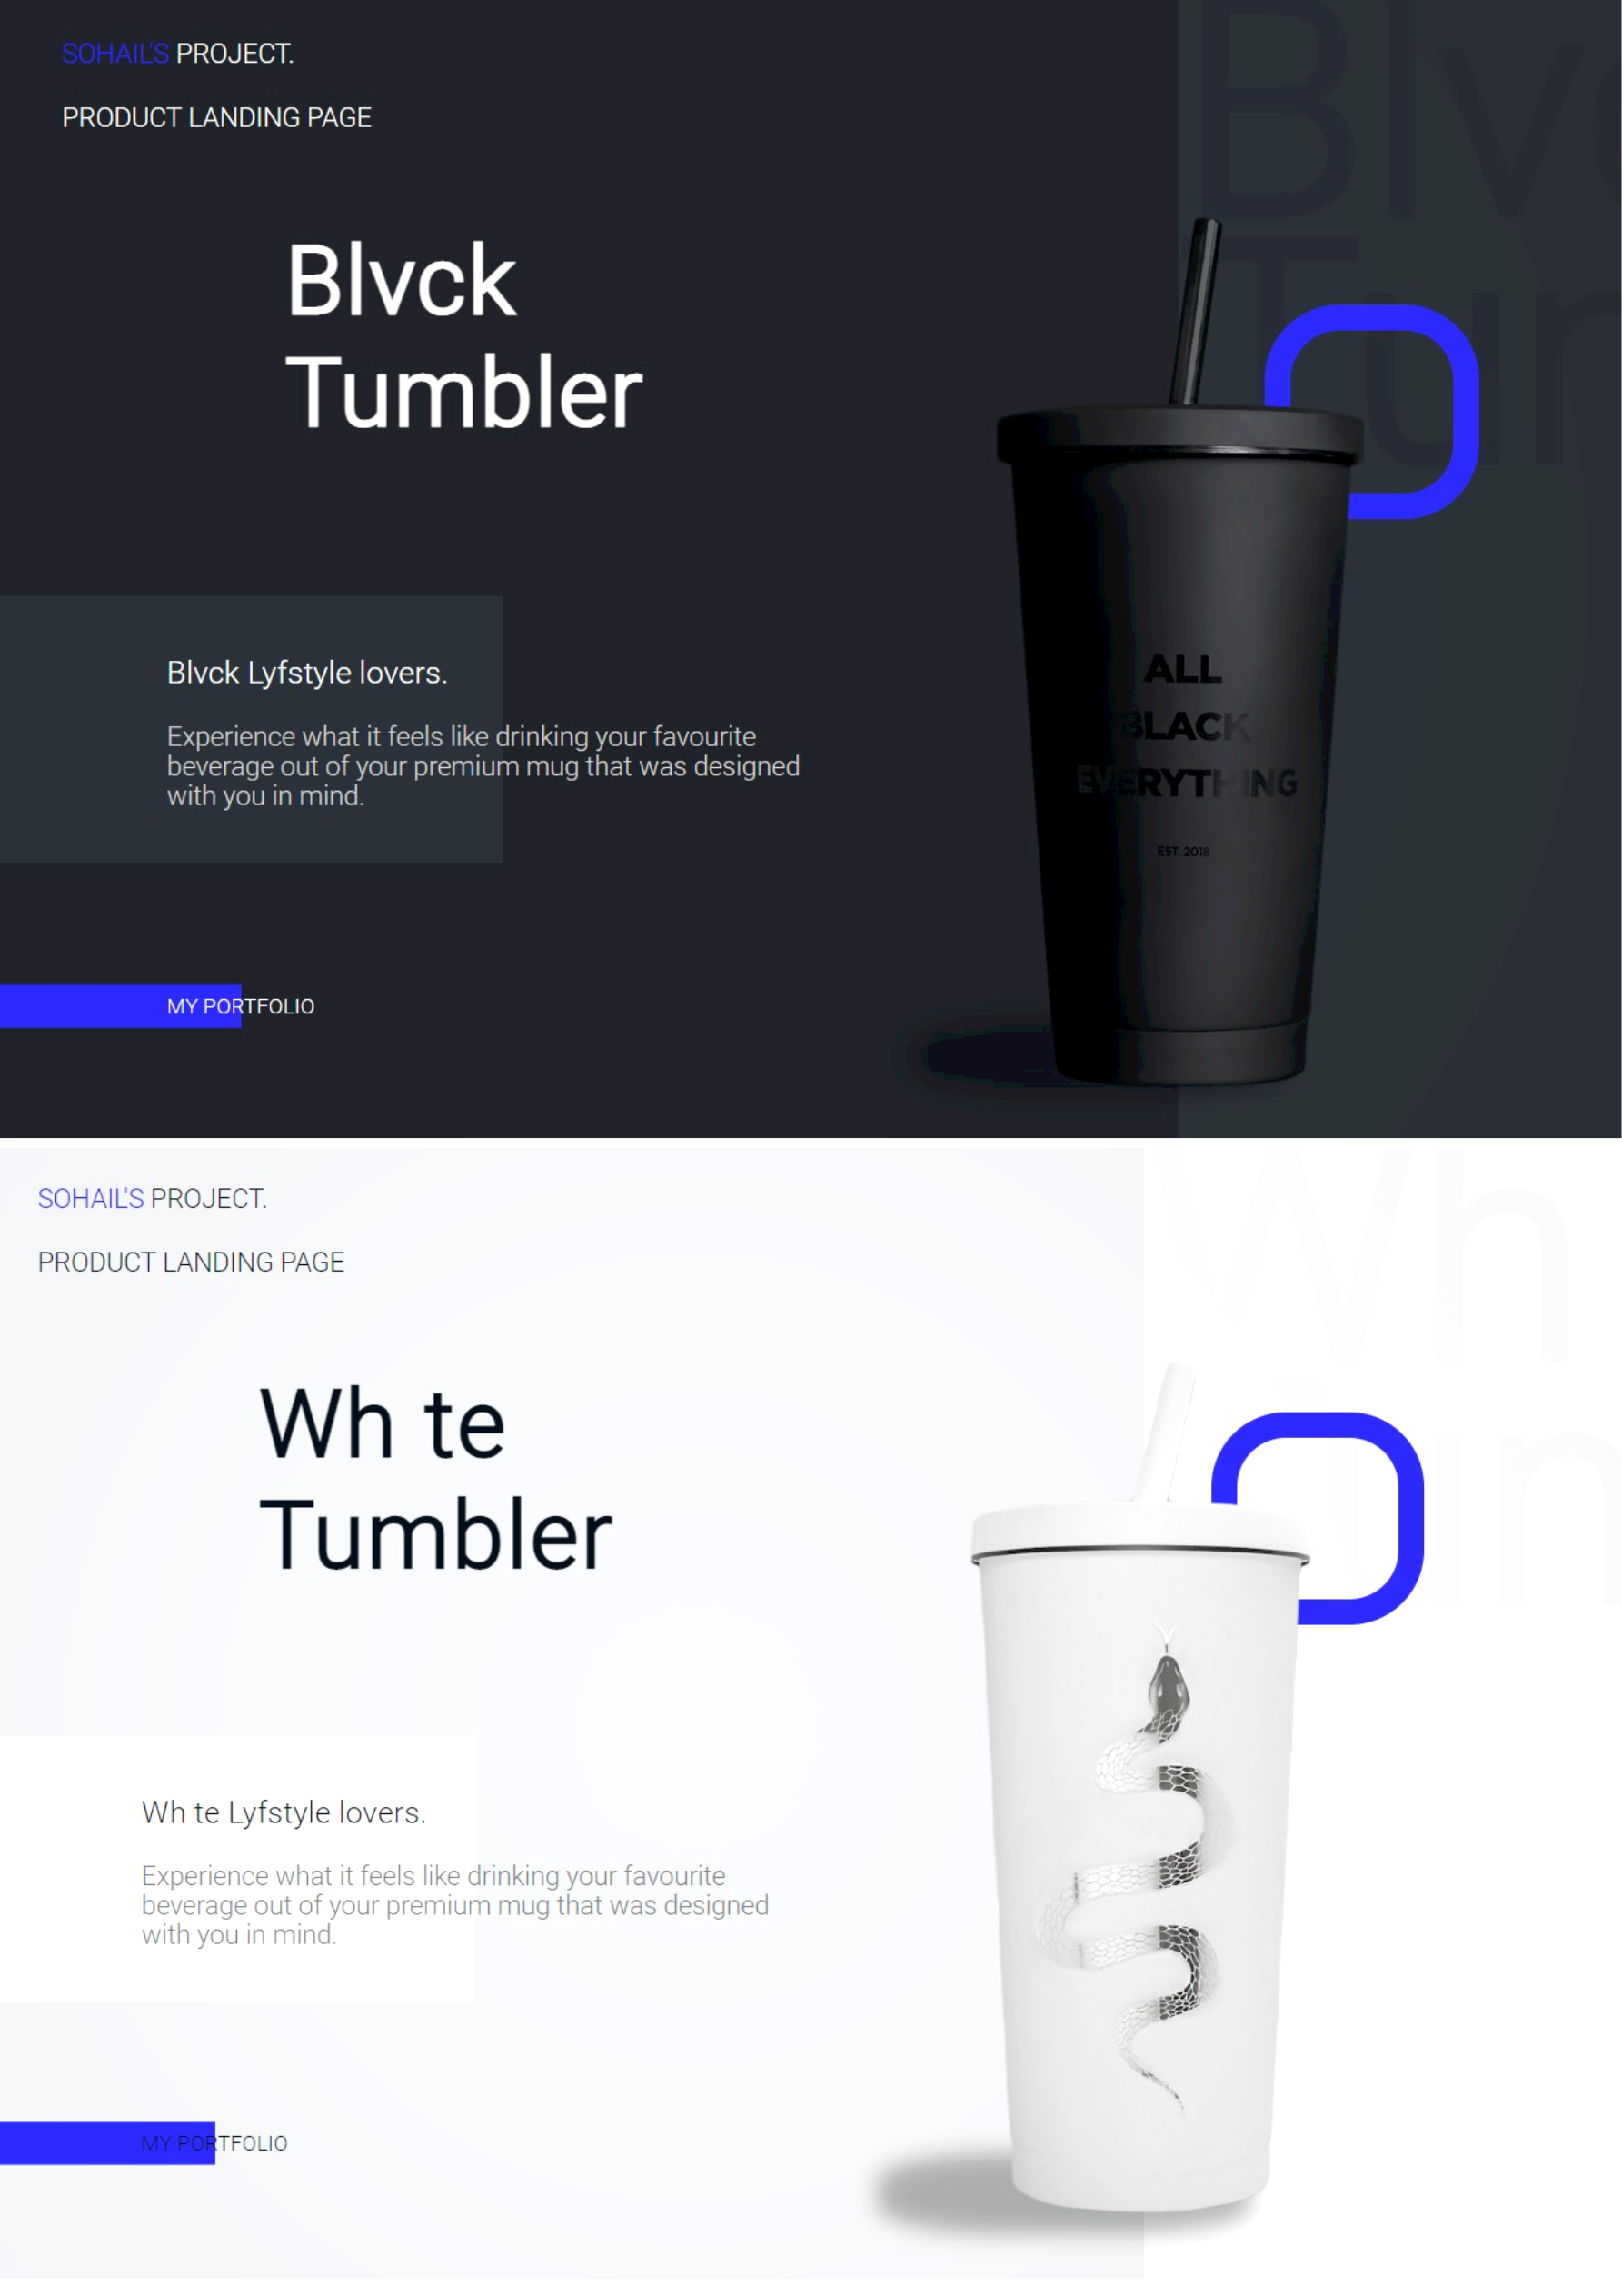 SOHAIL'S PROJECT.
PRODUCT LANDING PAGE
Blvck
Tumbler
Blvck Lyfstyle lovers.
Experience what it feels like drinking your favourite
beverage out of your premium mug that was designed
with you in mind.
MY PORTFOLIO
Blvc
Tum
ALL
BLACK
EVERYTHING
EST. 2018
SOHAIL'S PROJECT.
PRODUCT LANDING PAGE
Wh te
Tumbler
Wh te Lyfstyle lovers.
Experience what it feels like drinking your favourite
beverage out of your premium mug that was designed
with you in mind.
MY PORTFOLIO
Wh